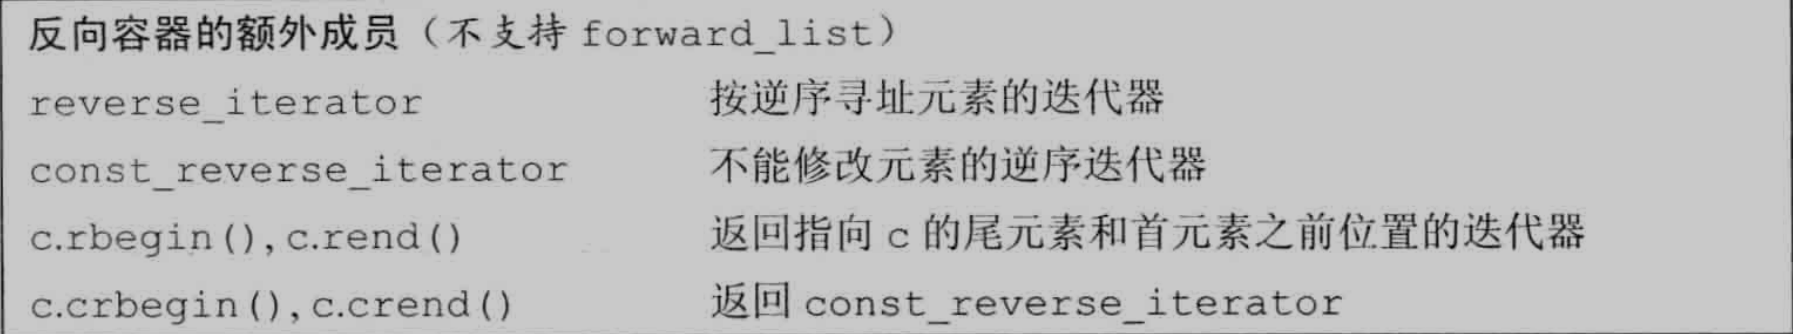 反向容器的额外成员（不支持 forward_list）
reverse_iterator 按逆序寻址元素的迭代器
const_reverse_iterator 不能修改元素的逆序迭代器
c.rbegin(),c.rend() 返回指向 c 的尾元素和首元素之前位置的迭代器
c.crbegin(),c.crend() 返回 const_reverse_iterator